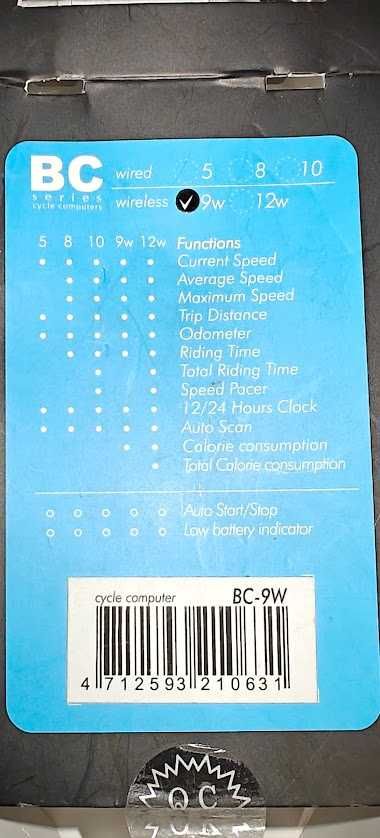 BC
series
cycle computers
wired 5 8 10
wireless 9w 12w
5 8 10 9w 12w Functions
Current Speed
Average Speed
Maximum Speed
Trip Distance
Odometer
Riding Time
Total Riding Time
Speed Pacer
12/24 Hours Clock
Auto Scan
Calorie consumption
Total Calorie consumption
Auto Start/Stop
Low battery indicator
cycle computer BC-9W
4 712593 210631
QC